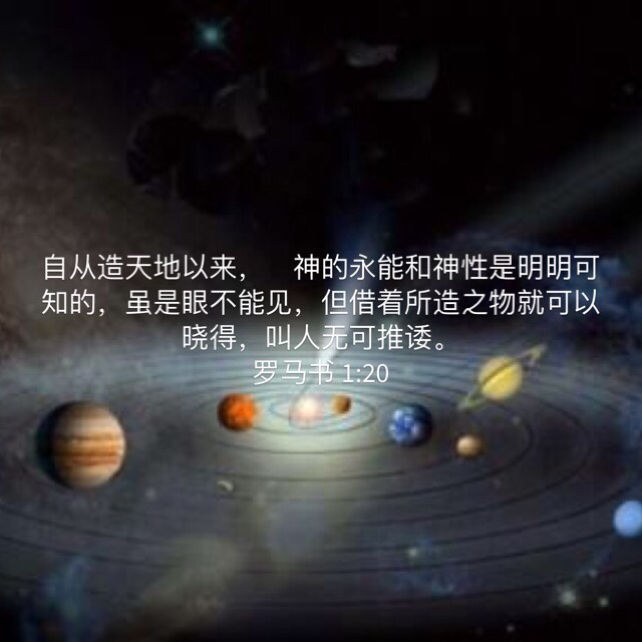 自从造天地以来，　神的永能和神性是明明可
知的，虽是眼不能见，但借着所造之物就可以
晓得，叫人无可推诿。
罗马书 1:20